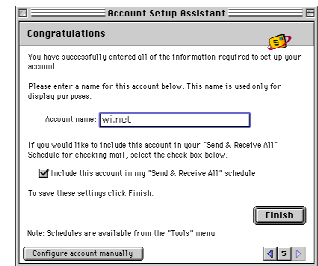 Account Setup Assistant
Congratulations
You have successfully entered all of the information required to set up your
account.
Please enter a name for this account below. This name is used only for
display purposes.
Account name: wi.net
If you would like to include this account in your "Send & Receive All"
Schedule for checking mail, select the check box below.
Include this account in my "Send & Receive All" schedule
To save these settings click Finish.
Finish
Note: Schedules are available from the "Tools" menu
Configure account manually
5